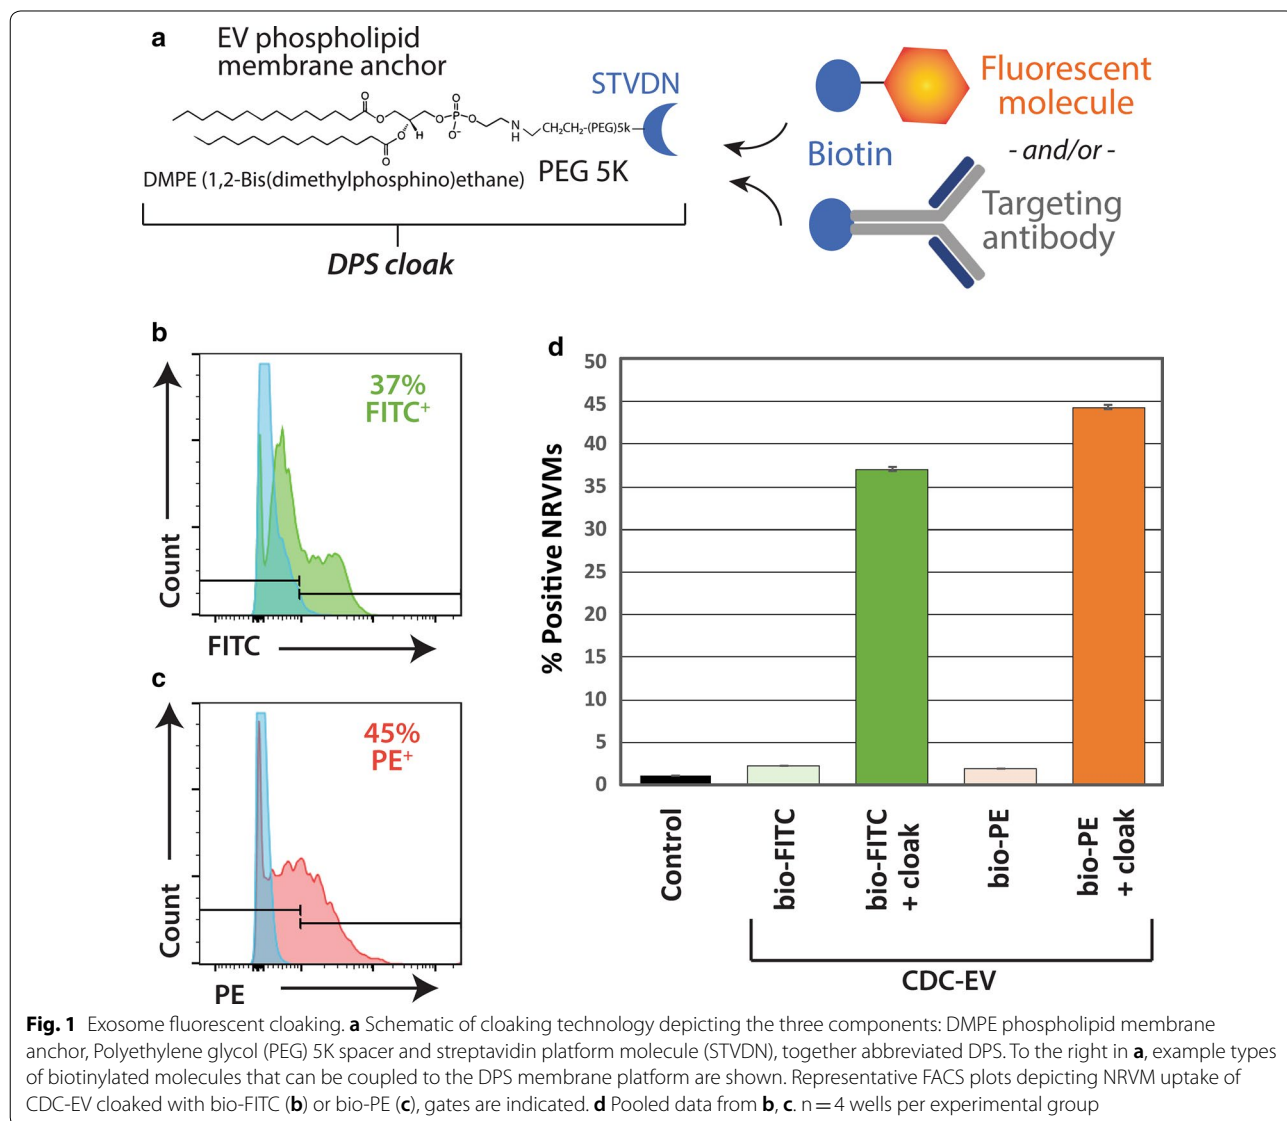 a
EV phospholipid
membrane anchor
O
O
O
O
H
O
O
P
O⁻
O
N
H
CH₂CH₂-(PEG)5k
STVDN
DMPE (1,2-Bis(dimethylphosphino)ethane)
PEG 5K
DPS cloak
Biotin
Fluorescent
molecule
- and/or -
Targeting
antibody
b
37%
FITC⁺
Count
FITC
c
45%
PE⁺
Count
PE
d
% Positive NRVMs
50
45
40
35
30
25
20
15
10
5
0
Control
bio-FITC
bio-FITC
+ cloak
bio-PE
bio-PE
+ cloak
CDC-EV
Fig. 1 Exosome fluorescent cloaking. a Schematic of cloaking technology depicting the three components: DMPE phospholipid membrane
anchor, Polyethylene glycol (PEG) 5K spacer and streptavidin platform molecule (STVDN), together abbreviated DPS. To the right in a, example types
of biotinylated molecules that can be coupled to the DPS membrane platform are shown. Representative FACS plots depicting NRVM uptake of
CDC-EV cloaked with bio-FITC (b) or bio-PE (c), gates are indicated. d Pooled data from b, c. n = 4 wells per experimental group